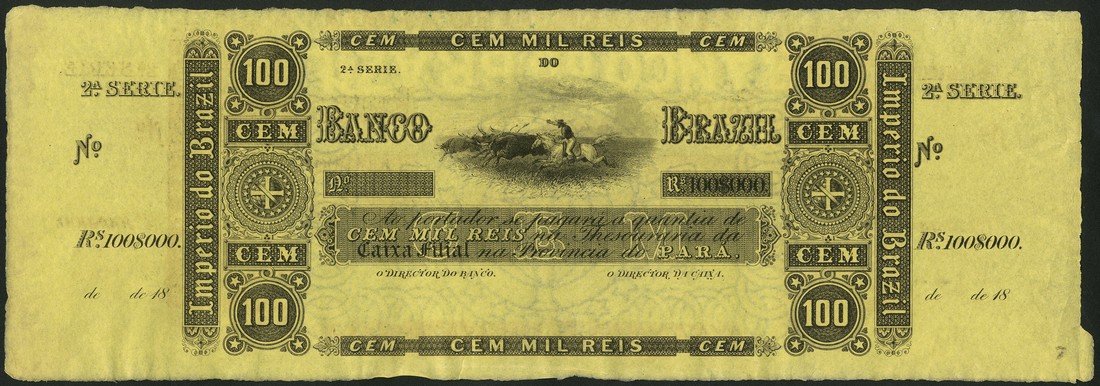 CEM CEM MIL REIS CEM
2ª SERIE.
Nº
Rs 100$000.
de de 18
Imperio do Brazil
100
CEM
CEM
100
2ª SERIE.
DO
BANCO BRAZIL
Nº
Rs 100$000.
Ao portador se pagará a quantia de
CEM MIL REIS na Thesouraria da
Caixa Filial na Provincia do PARÁ.
O DIRECTOR DO BANCO. O DIRECTOR DA CAIXA.
CEM CEM MIL REIS CEM
100
CEM
CEM
100
Imperio do Brazil
2ª SERIE.
Nº
Rs 100$000.
de de 18
7